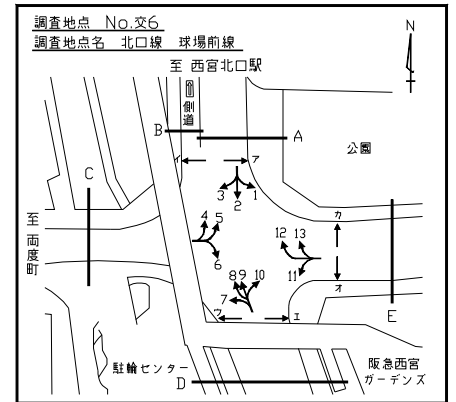 調査地点 No.交6
調査地点名 北口線 球場前線
N
至 西宮北口駅
側道
B
A
公園
イ
ア
C
3
2
1
カ
4
5
12
13
至 両度町
6
11
オ
8
9
10
7
E
ウ
エ
駐輪センター
阪急西宮
ガーデンズ
D